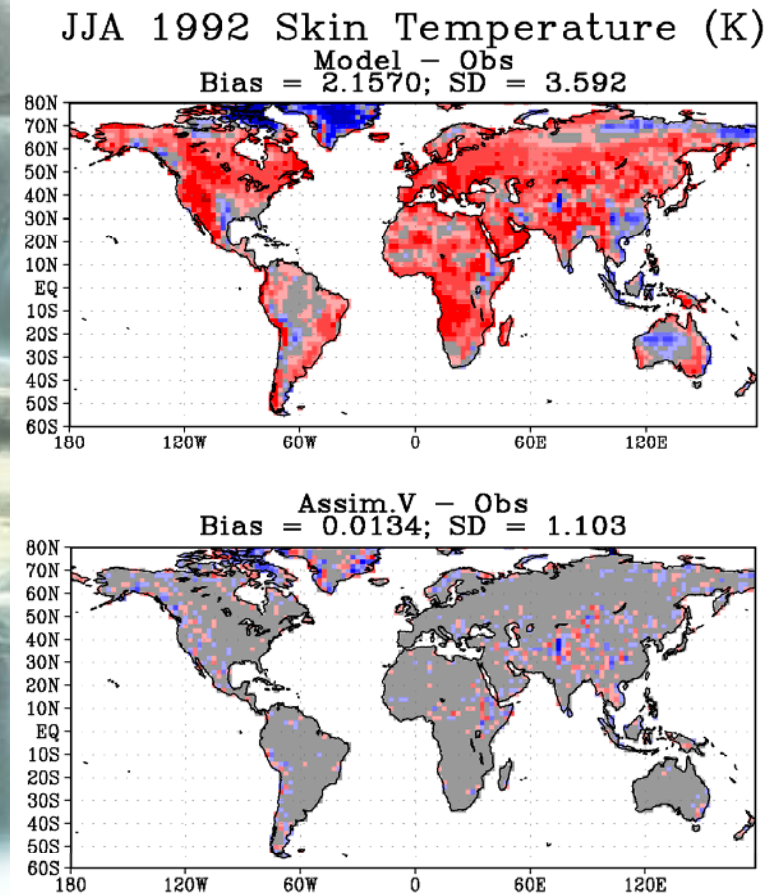 JJA 1992 Skin Temperature (K)
Model - Obs
Bias = 2.1570; SD = 3.592
80N
70N
60N
50N
40N
30N
20N
10N
EQ
10S
20S
30S
40S
50S
60S
180 120W 60W 0 60E 120E
Assim.V - Obs
Bias = 0.0134; SD = 1.103
80N
70N
60N
50N
40N
30N
20N
10N
EQ
10S
20S
30S
40S
50S
60S
180 120W 60W 0 60E 120E